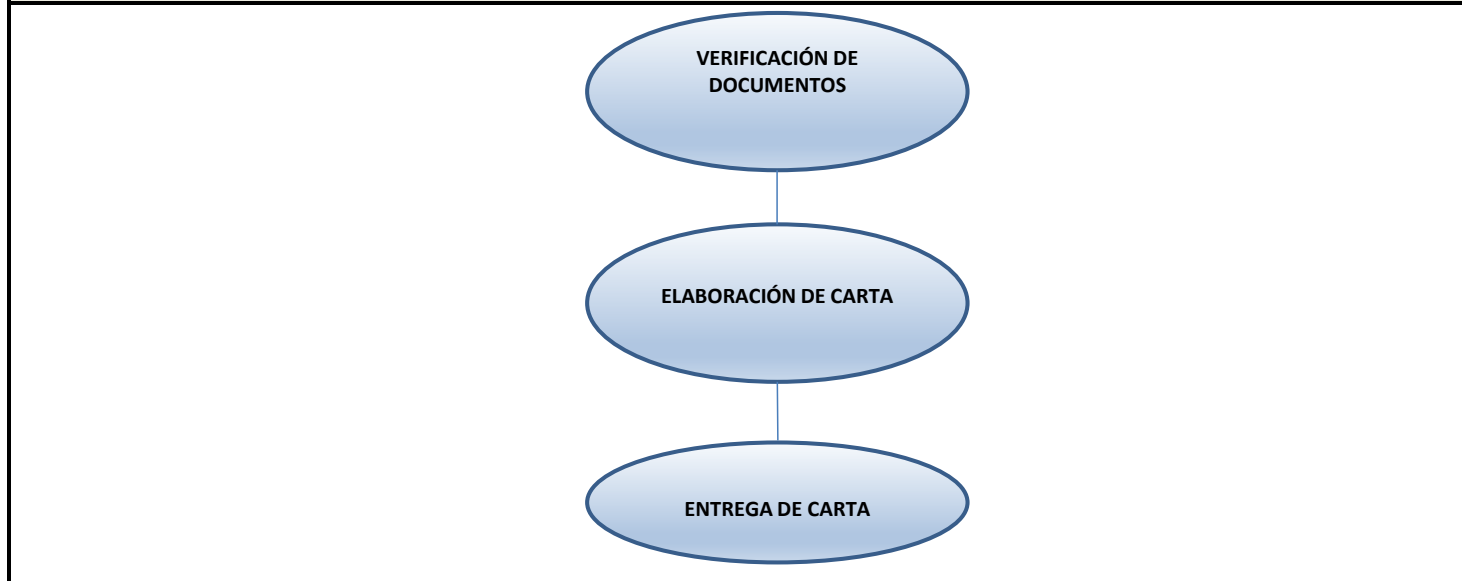 VERIFICACIÓN DE
DOCUMENTOS
ELABORACIÓN DE CARTA
ENTREGA DE CARTA